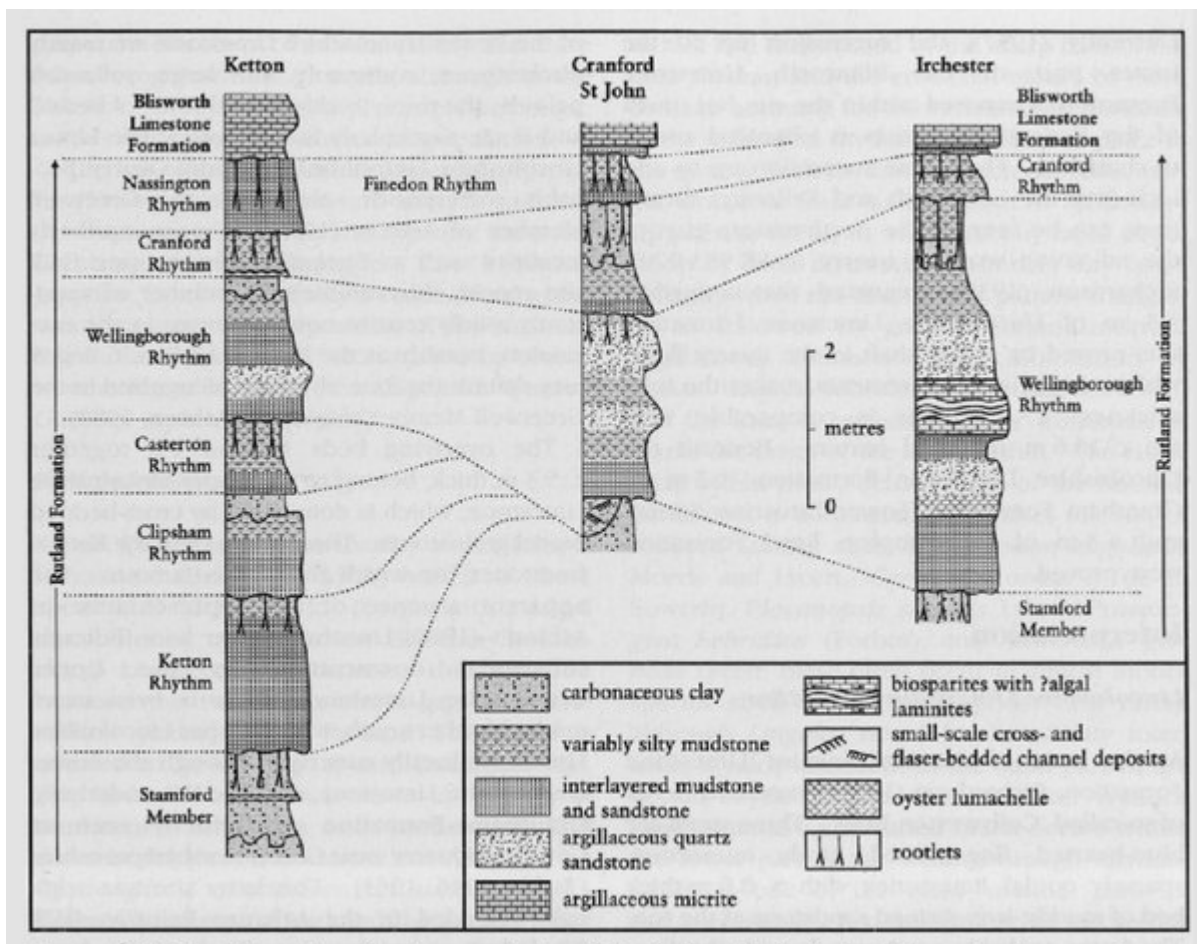 Ketton
Blisworth
Limestone
Formation
Nassington
Rhythm
Cranford
Rhythm
Wellingborough
Rhythm
Casterton
Rhythm
Clipsham
Rhythm
Ketton
Rhythm
Stamford
Member
Rutland Formation
Finedon Rhythm
Cranford
St John
2
metres
0
Irchester
Blisworth
Limestone
Formation
Cranford
Rhythm
Wellingborough
Rhythm
Stamford
Member
Rutland Formation
carbonaceous clay
variably silty mudstone
interlayered mudstone
and sandstone
argillaceous quartz
sandstone
argillaceous micrite
biosparite with ?algal
laminites
small-scale cross- and
flaser-bedded channel deposits
oyster lumachelle
rootlets